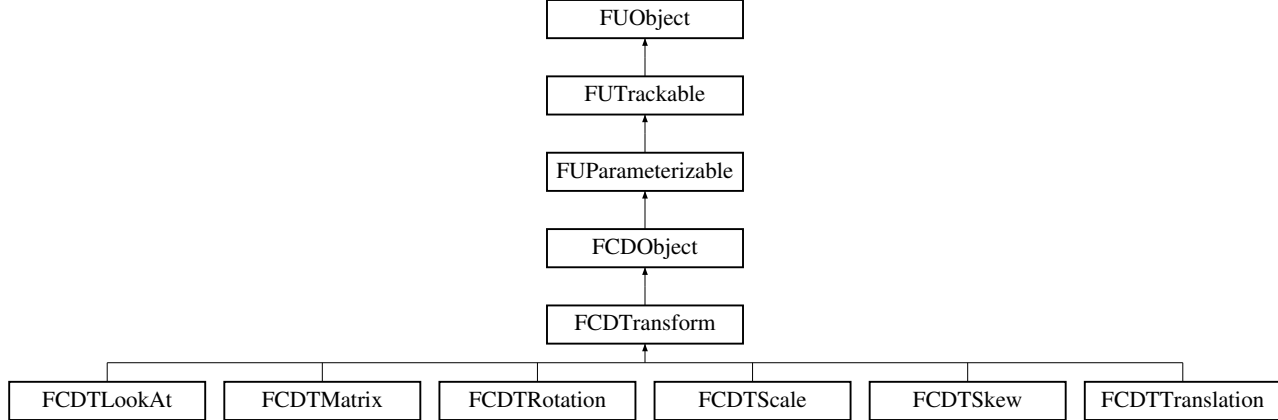 FUObject
FUTrackable
FUParameterizable
FCDObject
FCDTransform
FCDTLookAt FCDTMatrix FCDTRotation FCDTScale FCDTSkew FCDTTranslation